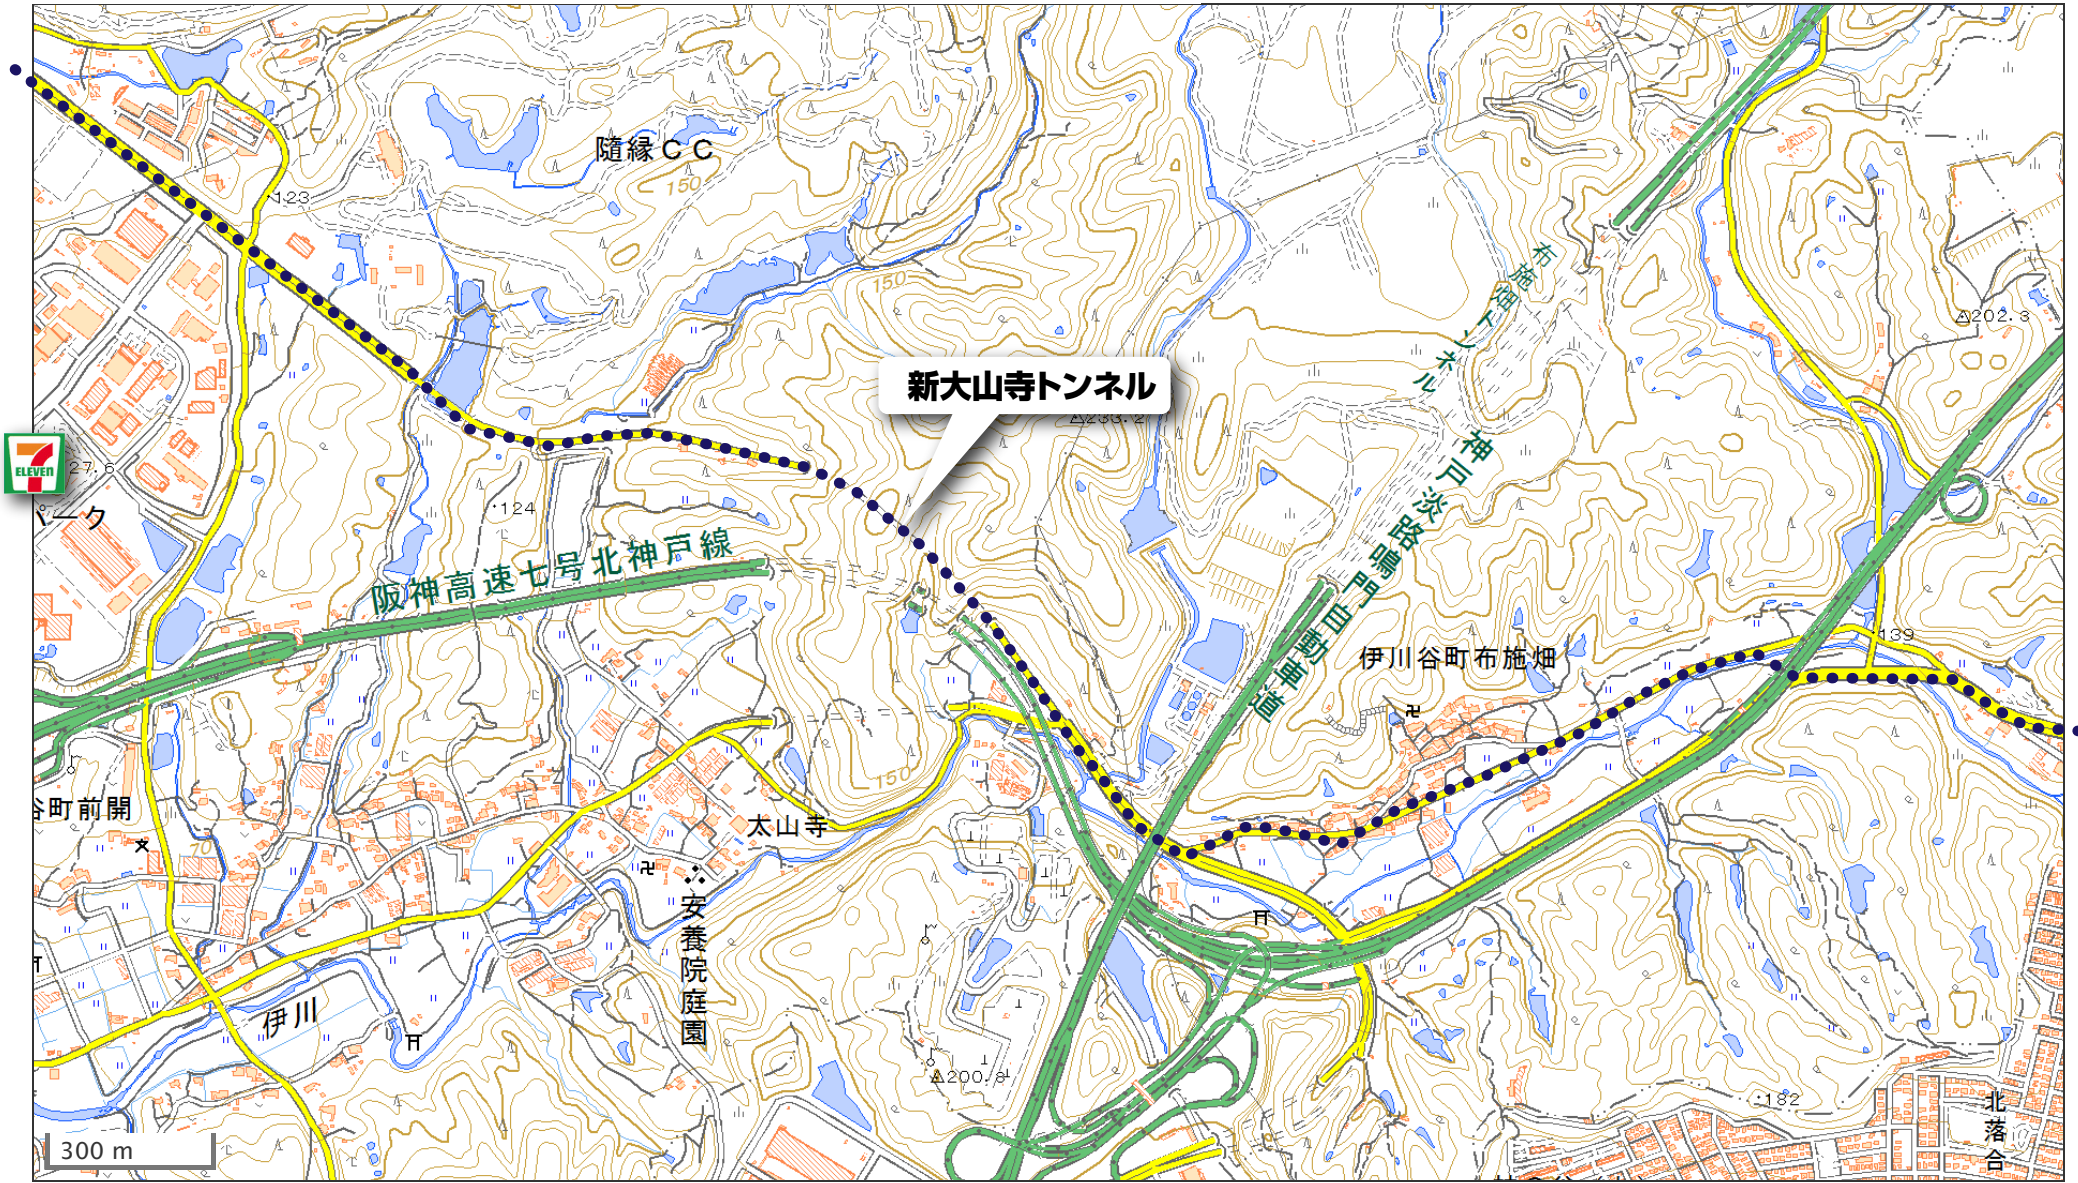 隨縁CC
150
123
布施畑トンネル
150
202.3
新大山寺トンネル
233.2
7
ELEVEN
27.6
パーク
124
神戸淡路鳴門自動車道
阪神高速七号北神戸線
伊川谷町布施畑
139
150
谷町前開
太山寺
70
安養院庭園
伊川
200.8
182
北落合
300 m